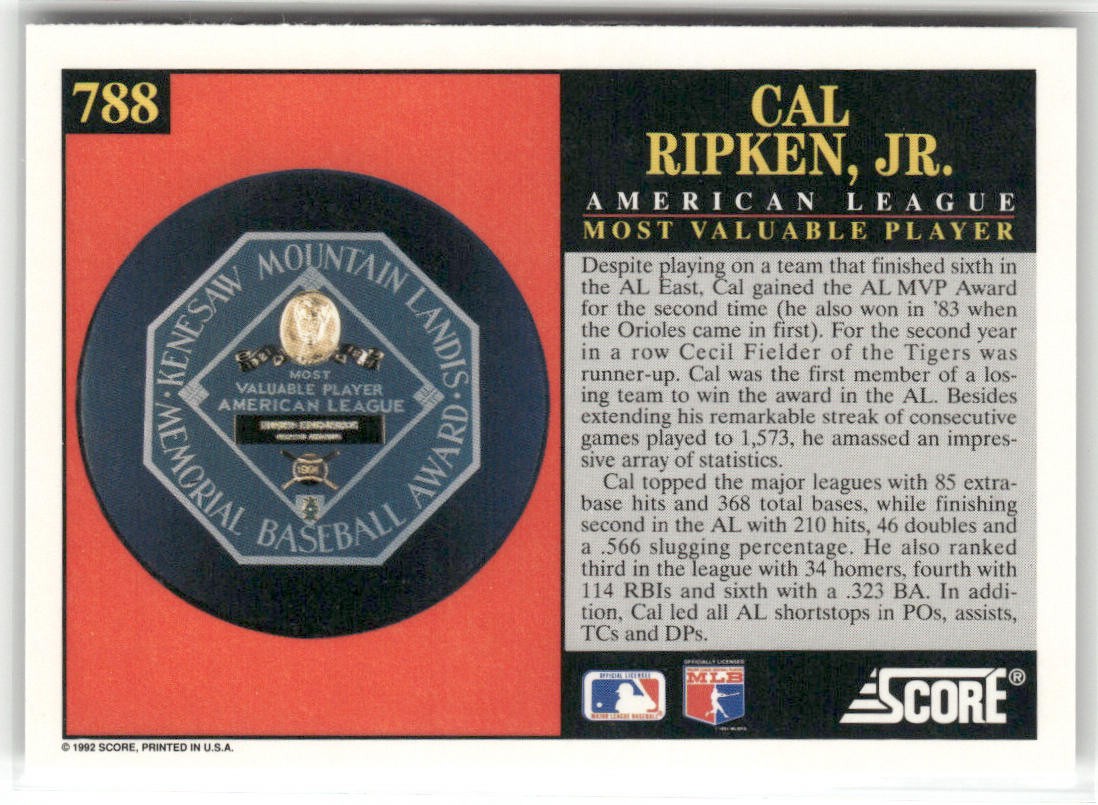 788
CAL
RIPKEN, JR.
AMERICAN LEAGUE
MOST VALUABLE PLAYER
KENESAW MOUNTAIN LANDIS
MEMORIAL BASEBALL AWARD
MOST
VALUABLE PLAYER
AMERICAN LEAGUE
Despite playing on a team that finished sixth in
the AL East, Cal gained the AL MVP Award
for the second time (he also won in '83 when
the Orioles came in first). For the second year
in a row Cecil Fielder of the Tigers was
runner-up. Cal was the first member of a los-
ing team to win the award in the AL. Besides
extending his remarkable streak of consecutive
games played to 1,573, he amassed an impres-
sive array of statistics.
Cal topped the major leagues with 85 extra-
base hits and 368 total bases, while finishing
second in the AL with 210 hits, 46 doubles and
a .566 slugging percentage. He also ranked
third in the league with 34 homers, fourth with
114 RBIs and sixth with a .323 BA. In addi-
tion, Cal led all AL shortstops in POs, assists,
TCs and DPs.
OFFICIAL LICENSEE
MAJOR LEAGUE BASEBALL
OFFICIALLY LICENSED
MLB
SCORE®
© 1992 SCORE, PRINTED IN U.S.A.